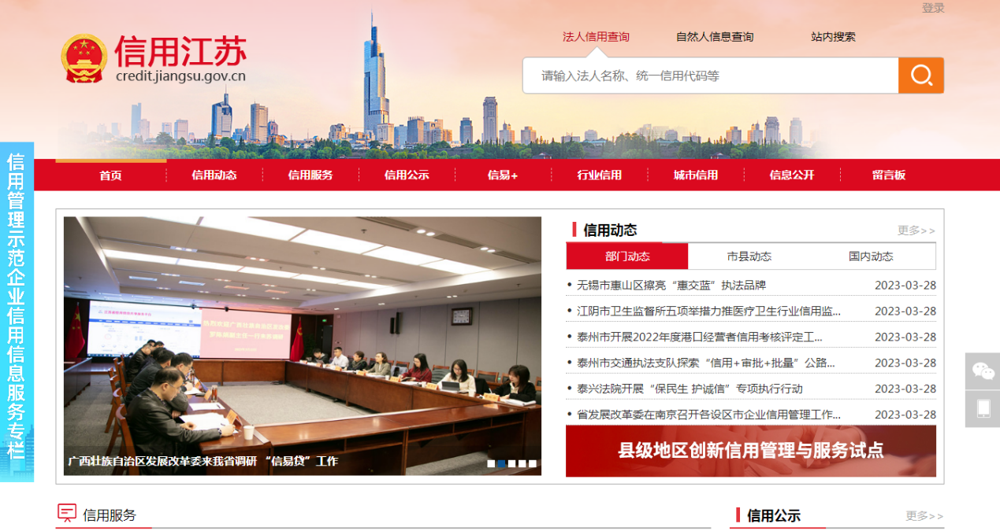 登录
信用江苏
credit.jiangsu.gov.cn
法人信用查询
自然人信息查询
站内搜索
请输入法人名称、统一信用代码等
首页
信用动态
信用服务
信用公示
信易+
行业信用
城市信用
信息公开
留言板
信用管理示范企业信用信息服务专栏
广西壮族自治区发展改革委来我省调研“信易贷”工作
信用动态
更多>>
部门动态
市县动态
国内动态
• 无锡市惠山区擦亮“惠交蓝”执法品牌 2023-03-28
• 江阴市卫生监督所五项举措力推医疗卫生行业信用监... 2023-03-28
• 泰州市开展2022年度港口经营者信用考核评定工... 2023-03-28
• 泰州市交通执法支队探索“信用+审批+批量”公路... 2023-03-28
• 泰兴法院开展“保民生 护诚信”专项执行行动 2023-03-28
• 省发展改革委在南京召开各设区市企业信用管理工作... 2023-03-28
县级地区创新信用管理与服务试点
信用服务
信用公示
更多>>